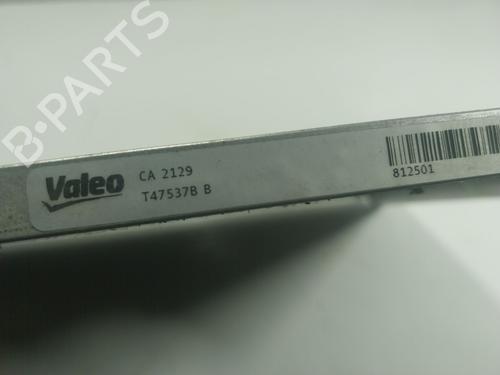 B-PARTS
Valeo
CA 2129
T47537B B
812501